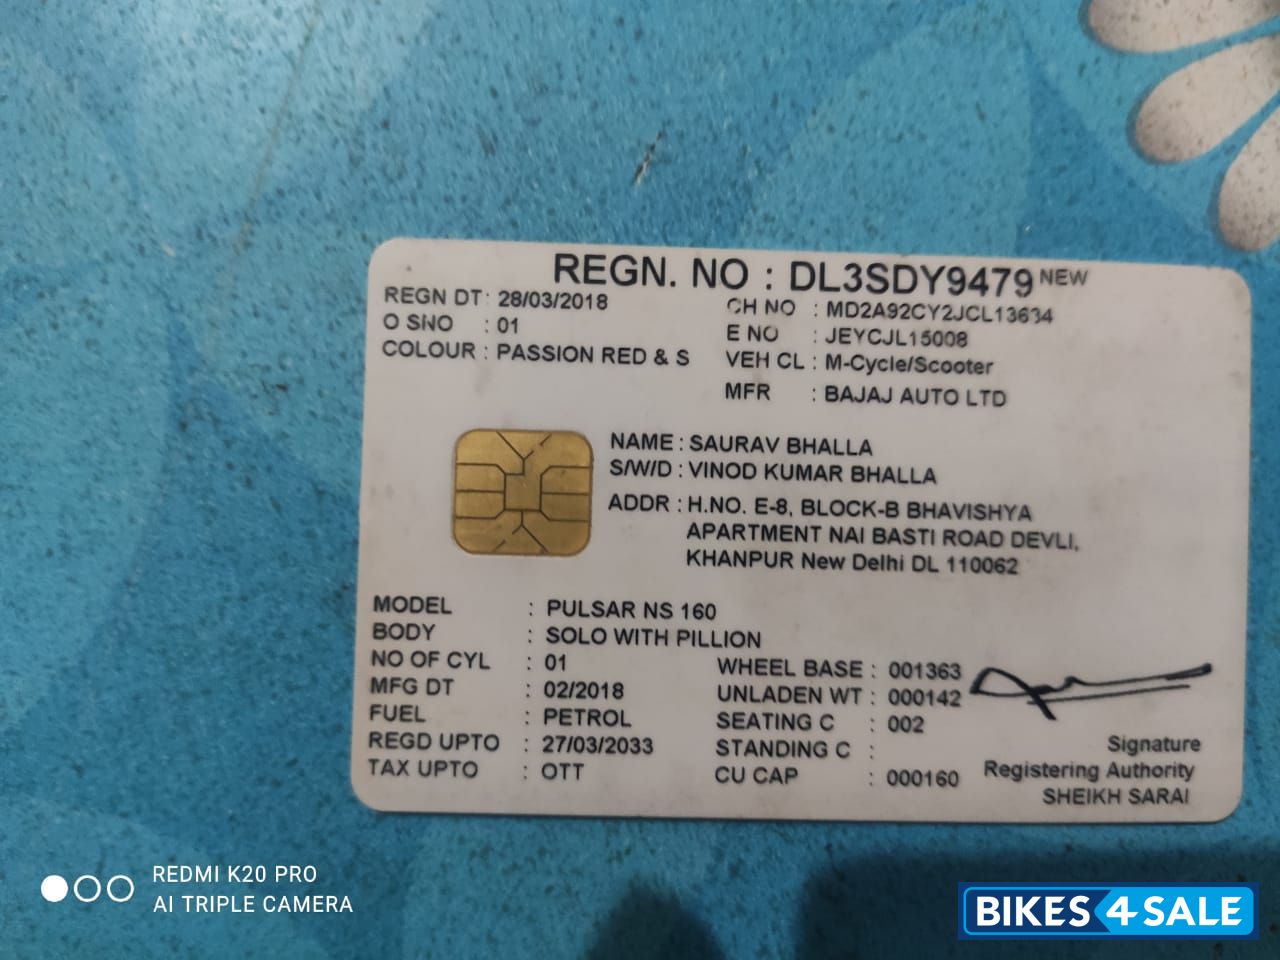 REGN. NO : DL3SDY9479 NEW
REGN DT : 28/03/2018
O SNO : 01
COLOUR : PASSION RED & S
CH NO : MD2A92CY2JCL13634
E NO : JEYCJL15008
VEH CL : M-Cycle/Scooter
MFR : BAJAJ AUTO LTD
NAME : SAURAV BHALLA
S/W/D : VINOD KUMAR BHALLA
ADDR : H.NO. E-8, BLOCK-B BHAVISHYA
APARTMENT NAI BASTI ROAD DEVLI,
KHANPUR New Delhi DL 110062
MODEL : PULSAR NS 160
BODY : SOLO WITH PILLION
NO OF CYL : 01
MFG DT : 02/2018
FUEL : PETROL
REGD UPTO : 27/03/2033
TAX UPTO : OTT
WHEEL BASE : 001363
UNLADEN WT : 000142
SEATING C : 002
STANDING C :
CU CAP : 000160
Signature
Registering Authority
SHEIKH SARAI
REDMI K20 PRO
AI TRIPLE CAMERA
BIKES4SALE